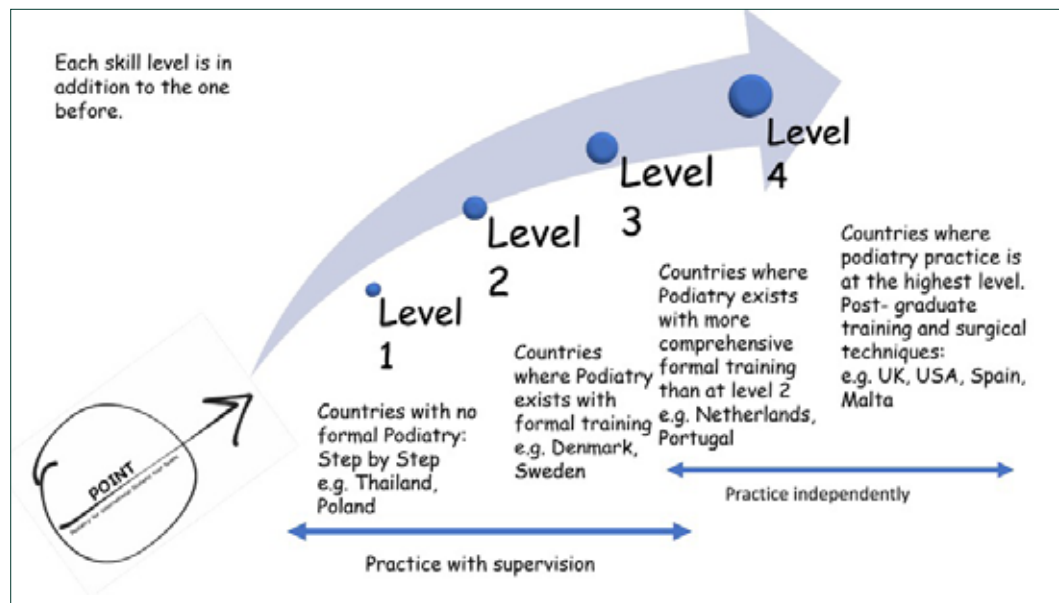 Each skill level is in
addition to the one
before.
Level
4
Level
3
Level
2
Level
1
Countries with no
formal Podiatry:
Step by Step
e.g. Thailand,
Poland
Countries
where Podiatry
exists with
formal training
e.g. Denmark,
Sweden
Countries where
Podiatry exists
with more
comprehensive
formal training
than at level 2
e.g. Netherlands,
Portugal
Countries where
podiatry practice is
at the highest level.
Post- graduate
training and surgical
techniques:
e.g. UK, USA, Spain,
Malta
Practice independently
Practice with supervision
POINT